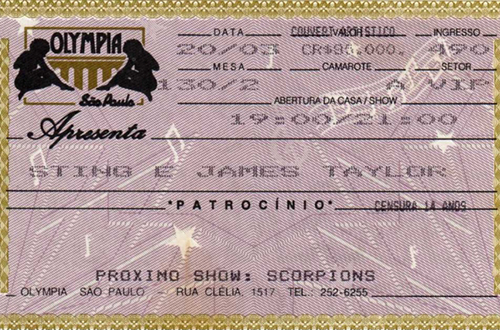 OLYMPIA
São Paulo
Apresenta
DATA COUVERT ARTÍSTICO INGRESSO
20/03 CR$90.000, 490
MESA CAMAROTE SETOR
130/2 A VIP
ABERTURA DA CASA / SHOW
19:00/21:00
STING E JAMES TAYLOR
*PATROCÍNIO* CENSURA 14 ANOS
PROXIMO SHOW: SCORPIONS
OLYMPIA SÃO PAULO - RUA CLÉLIA, 1517 TEL.: 252-6255